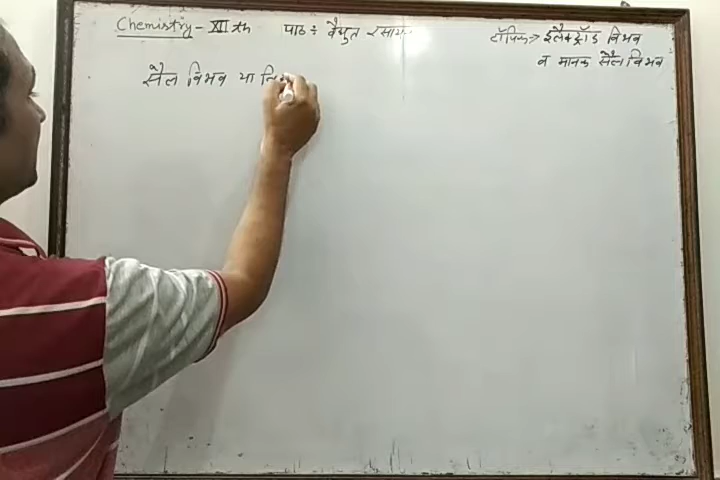 Chemistry - XII th पाठ ÷ वैद्युत रसाय
टॉपिक → इलैक्ट्रॉड विभव
व मानक सैल विभव
सैल विभव या वि